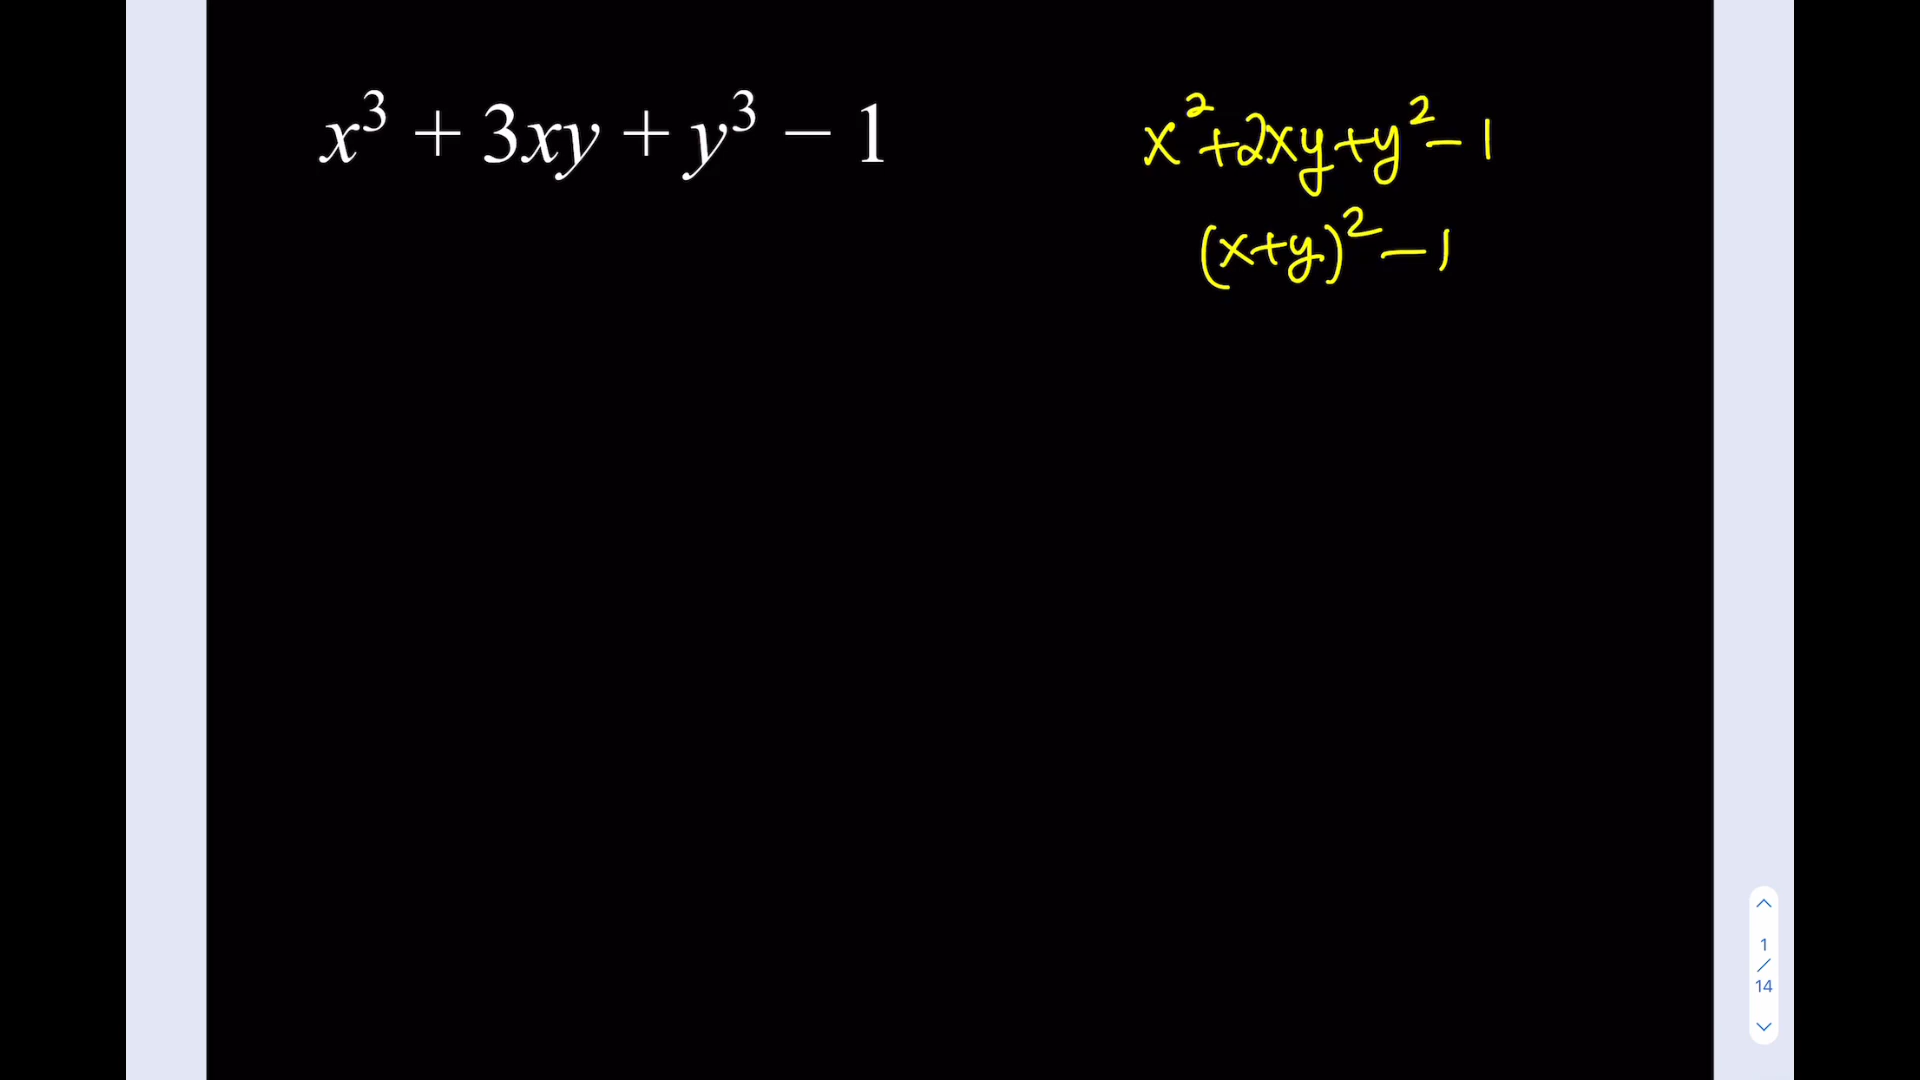 x³ + 3xy + y³ − 1
x²+2xy+y²−1
(x+y)²−1
1
/
14